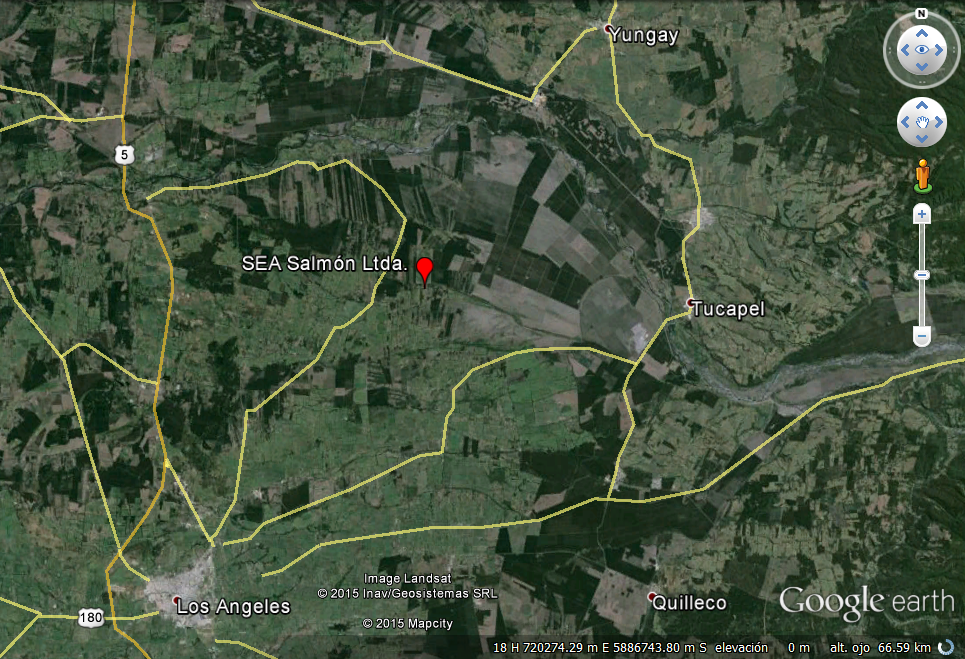 N
Yungay
5
SEA Salmón Ltda.
Tucapel
Image Landsat
© 2015 Inav/Geosistemas SRL
© 2015 Mapcity
Los Angeles
180
Quilleco
Google earth
18 H 720274.29 m E 5886743.80 m S elevación 0 m alt. ojo 66.59 km